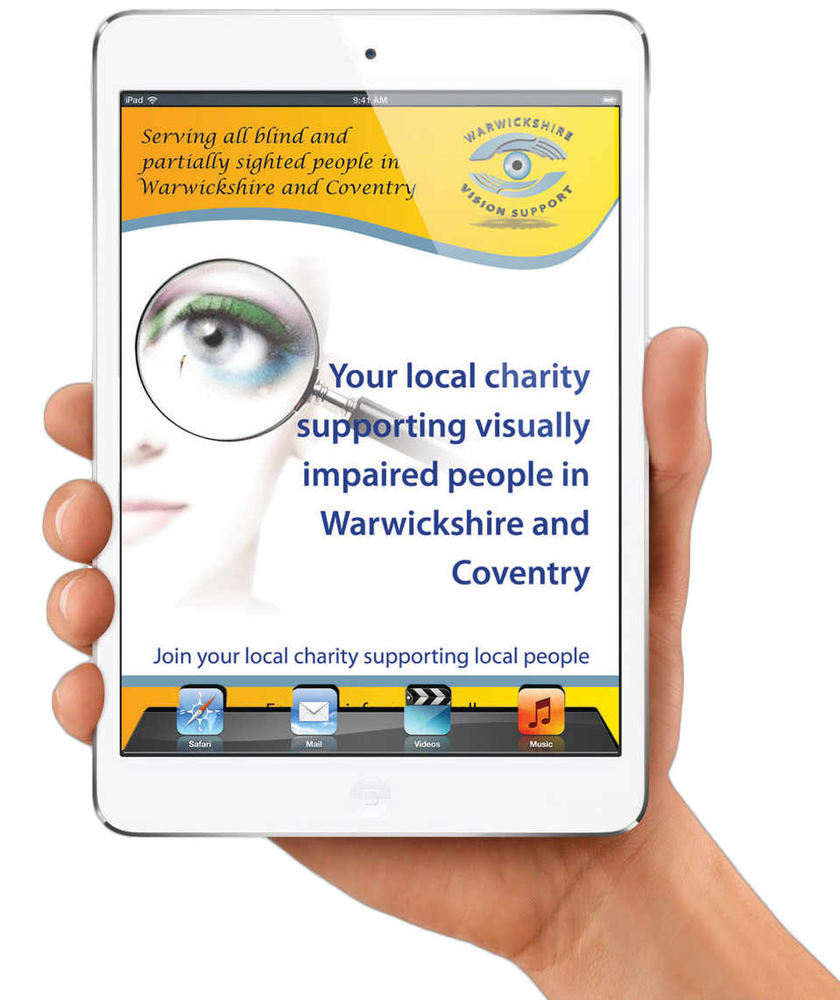 iPad
9:41 AM
Serving all blind and
partially sighted people in
Warwickshire and Coventry
WARWICKSHIRE
VISION SUPPORT
Your local charity
supporting visually
impaired people in
Warwickshire and
Coventry
Join your local charity supporting local people
Safari
Mail
Videos
Music